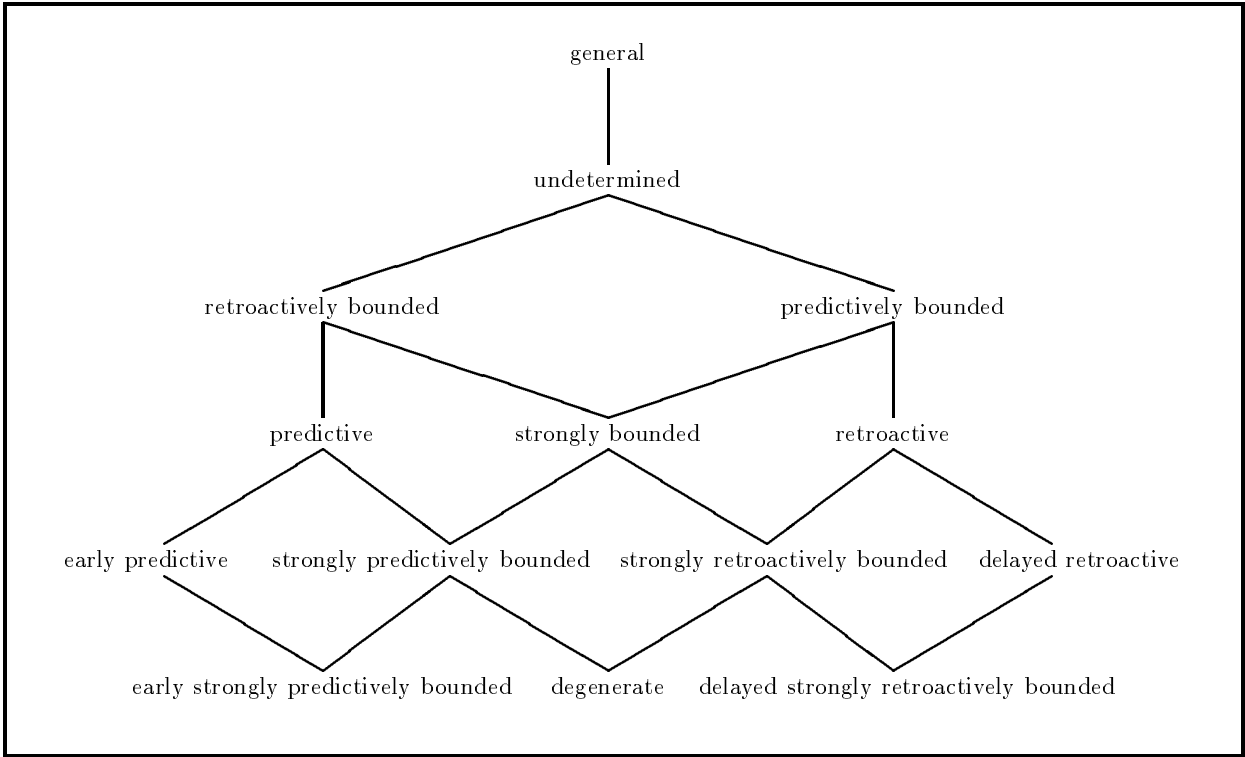 general
undetermined
retroactively bounded predictively bounded
predictive strongly bounded retroactive
early predictive strongly predictively bounded strongly retroactively bounded delayed retroactive
early strongly predictively bounded degenerate delayed strongly retroactively bounded